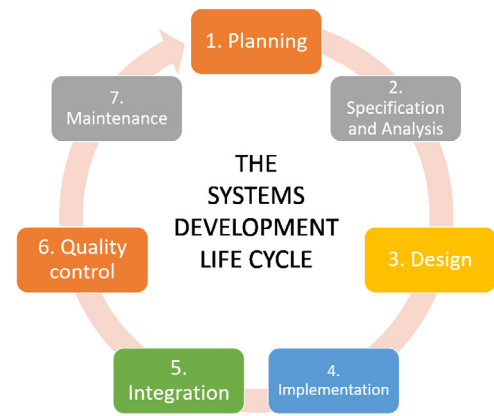 1. Planning
2.
Specification
and Analysis
3. Design
4.
Implementation
5.
Integration
6. Quality
control
7.
Maintenance
THE
SYSTEMS
DEVELOPMENT
LIFE CYCLE